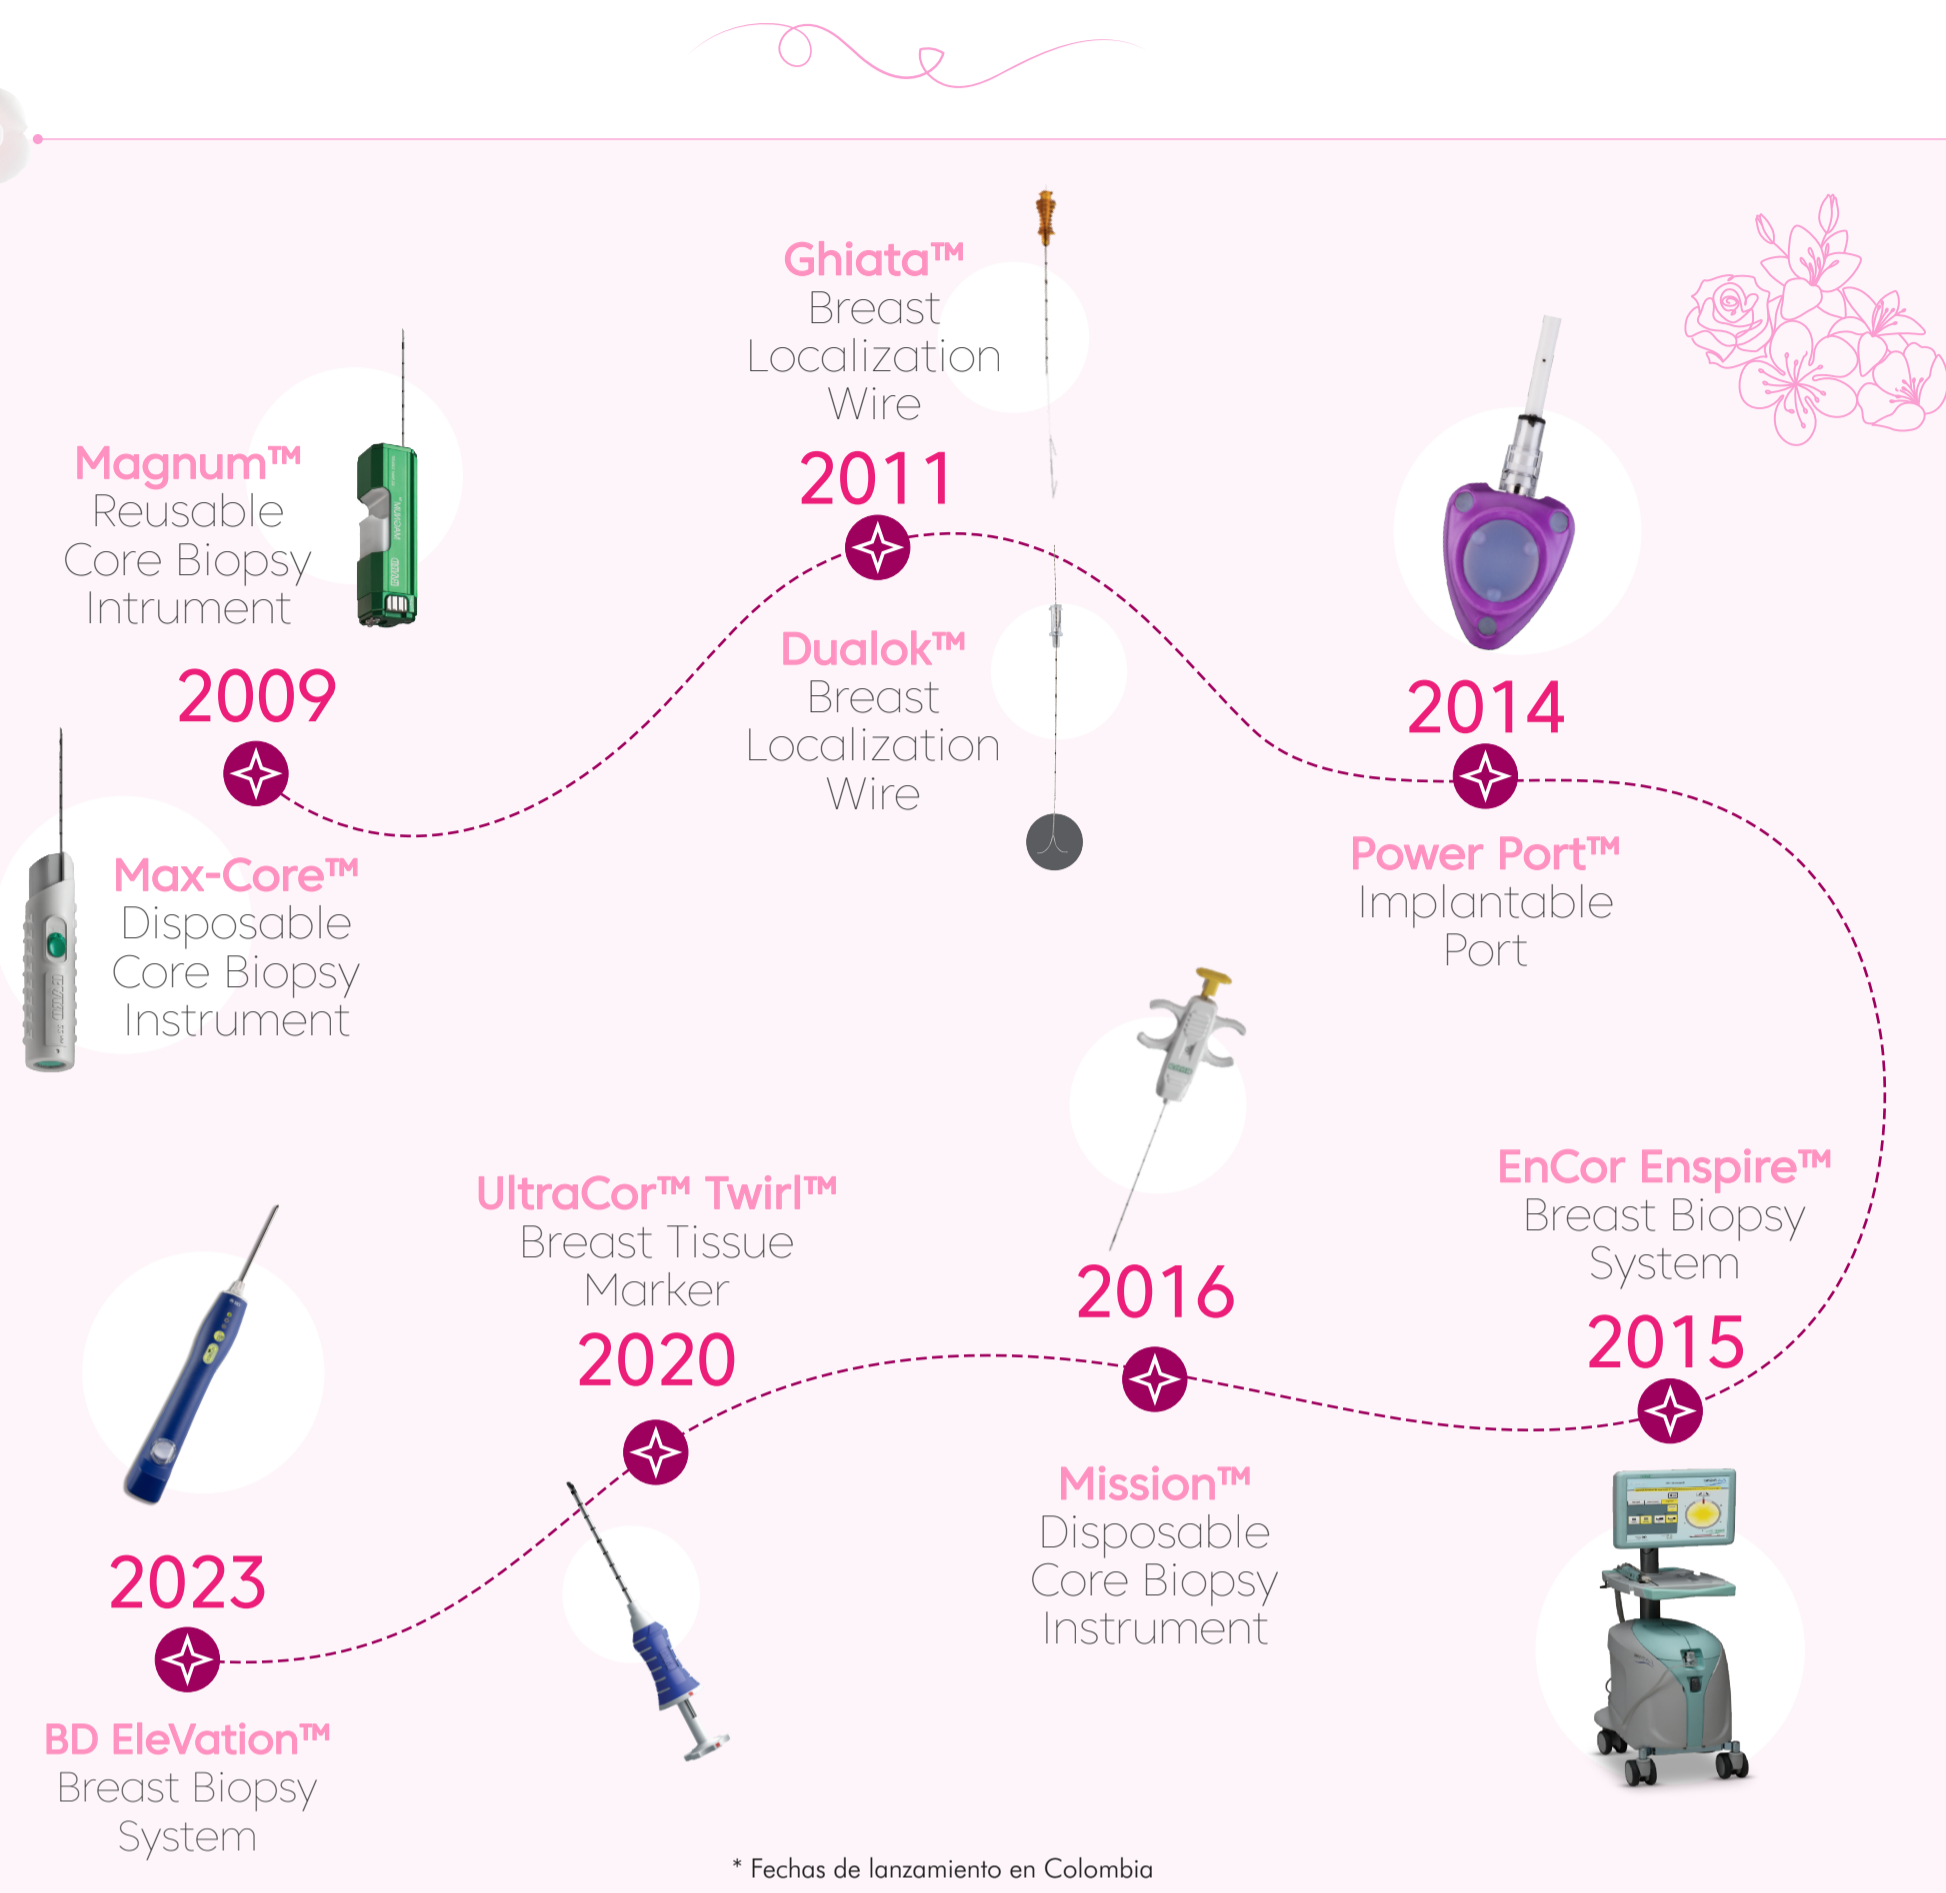 Magnum™
Reusable
Core Biopsy
Intrument
2009
Max-Core™
Disposable
Core Biopsy
Instrument
Ghiata™
Breast
Localization
Wire
2011
Dualok™
Breast
Localization
Wire
2014
Power Port™
Implantable
Port
EnCor Enspire™
Breast Biopsy
System
2015
2016
Mission™
Disposable
Core Biopsy
Instrument
UltraCor™ Twirl™
Breast Tissue
Marker
2020
2023
BD EleVation™
Breast Biopsy
System
* Fechas de lanzamiento en Colombia